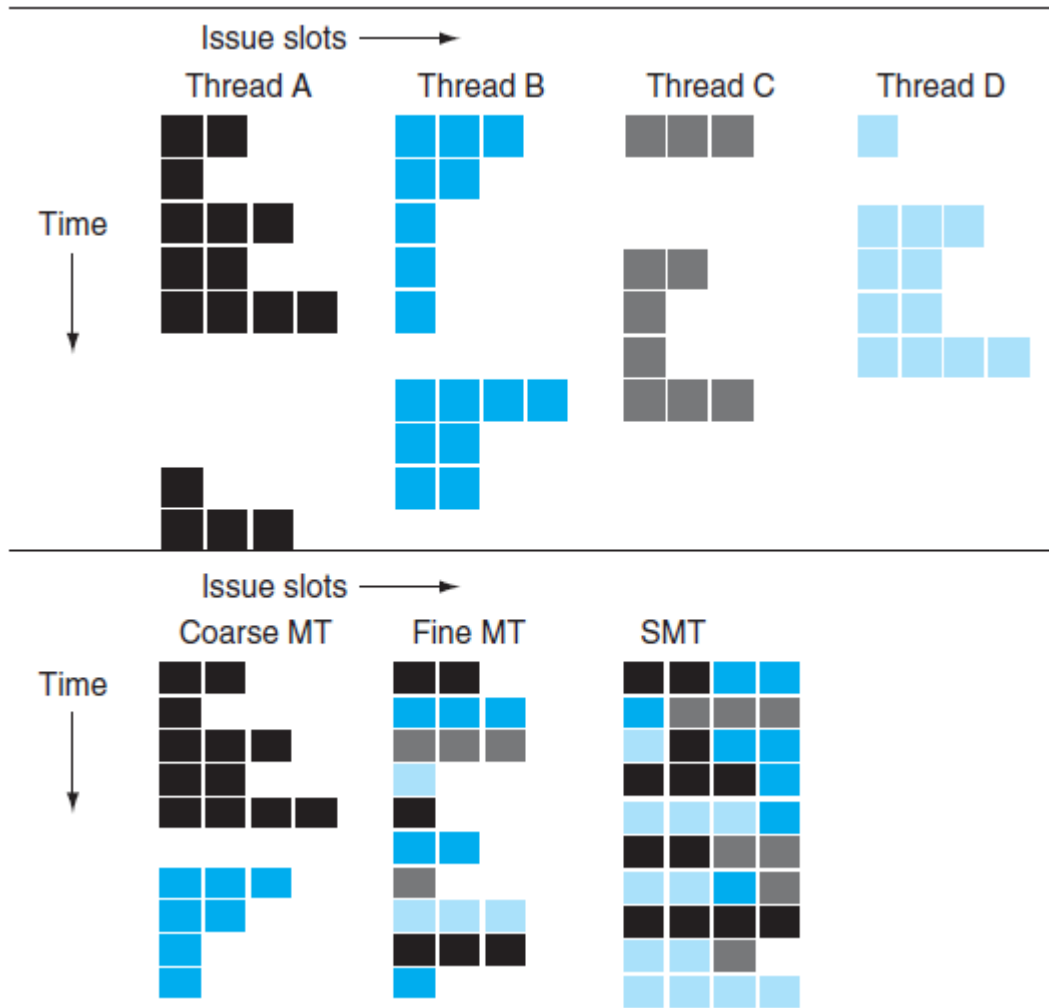 Issue slots
Thread A Thread B Thread C Thread D
Time
Issue slots
Coarse MT Fine MT SMT
Time